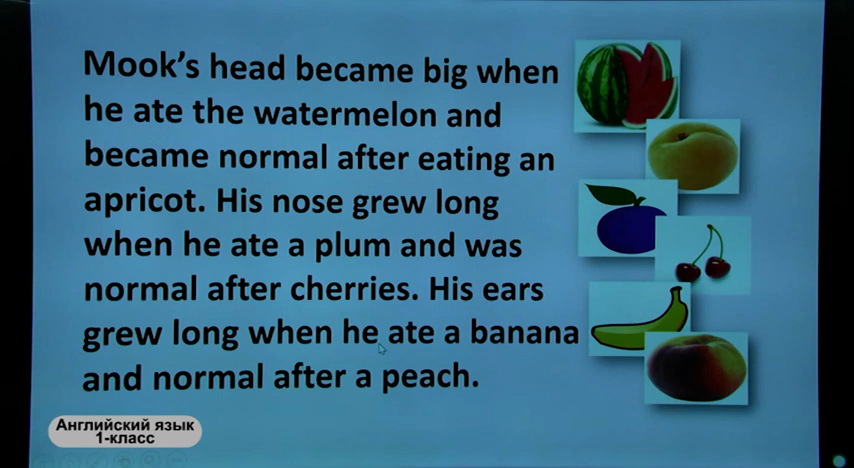 Mook's head became big when
he ate the watermelon and
became normal after eating an
apricot. His nose grew long
when he ate a plum and was
normal after cherries. His ears
grew long when he ate a banana
and normal after a peach.
Английский язык
1-класс